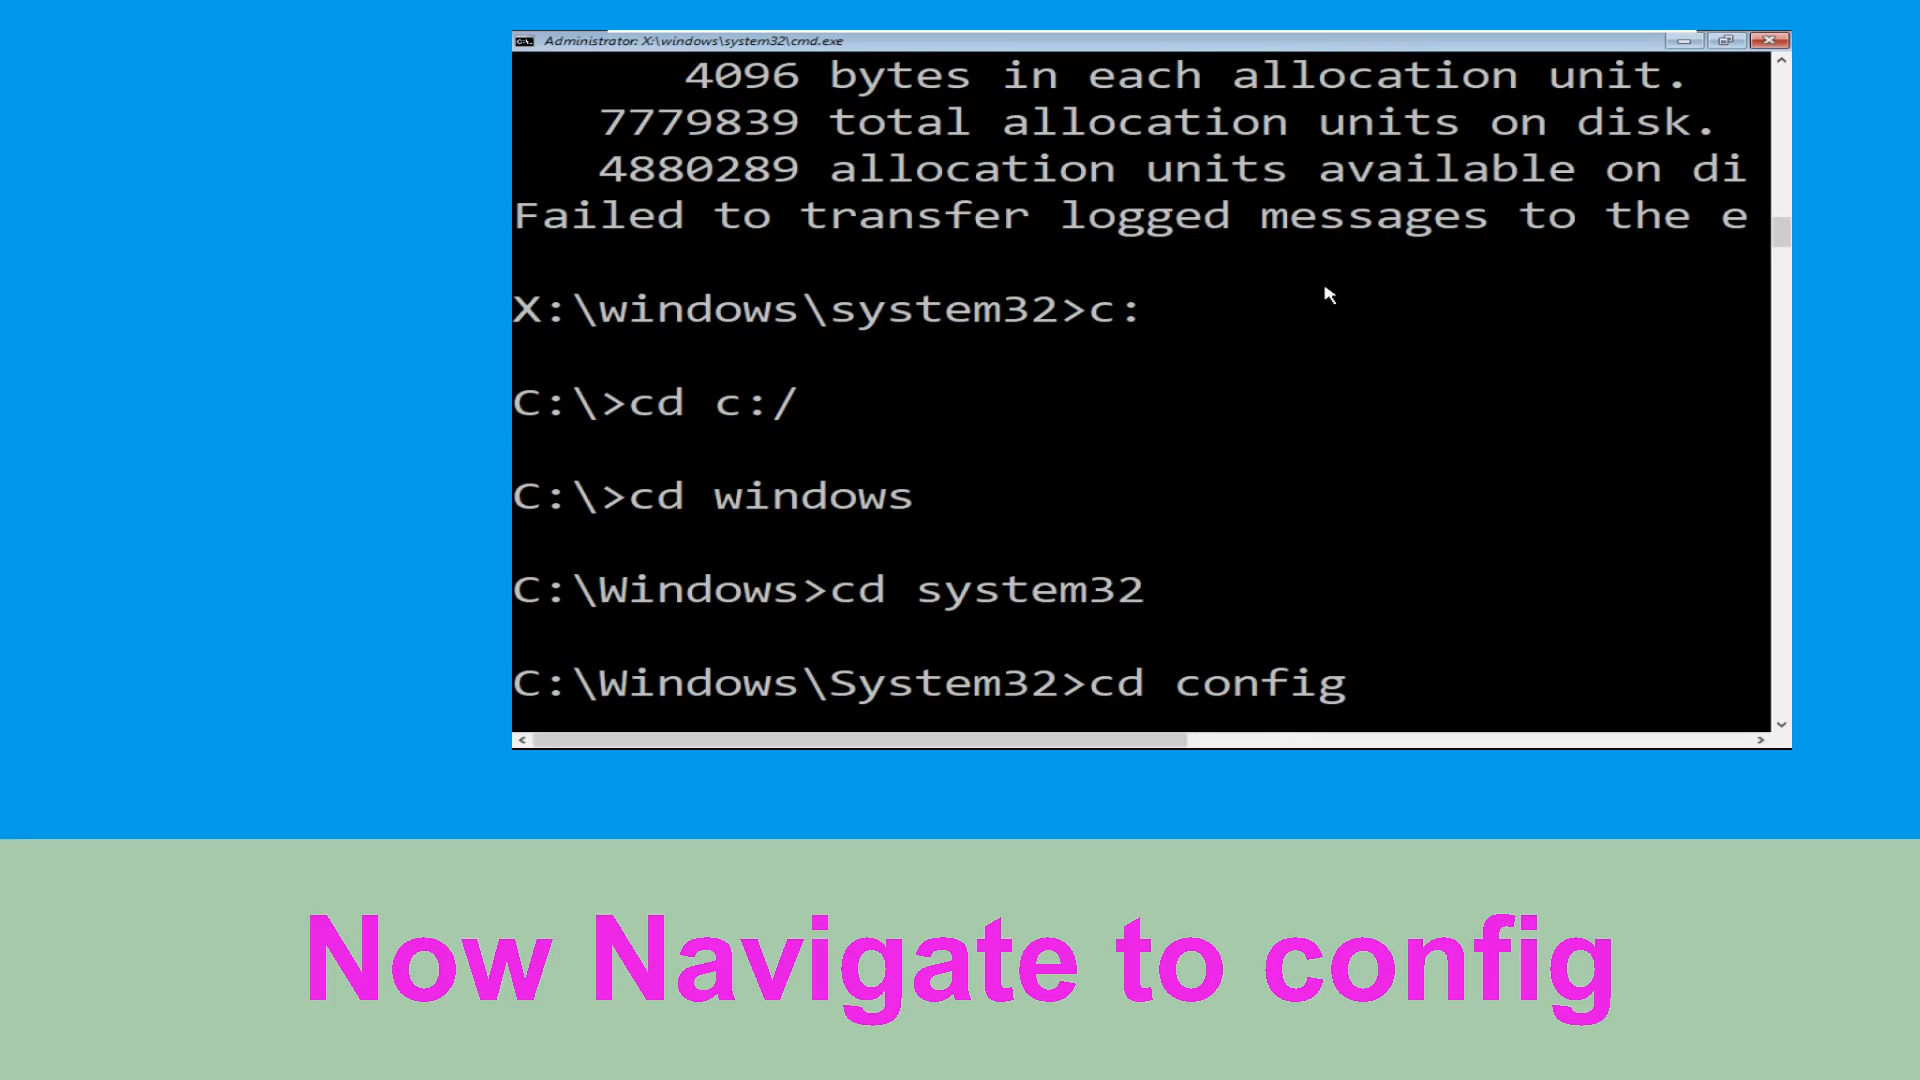 Administrator: X:\windows\system32\cmd.exe
4096 bytes in each allocation unit.
7779839 total allocation units on disk.
4880289 allocation units available on di
Failed to transfer logged messages to the e
X:\windows\system32>c:
C:\>cd c:/
C:\>cd windows
C:\Windows>cd system32
C:\Windows\System32>cd config
Now Navigate to config